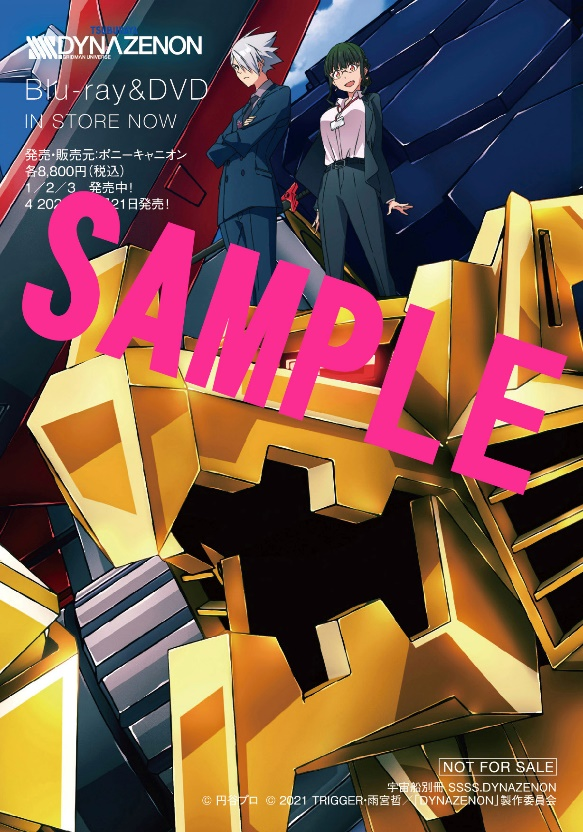 DYNAZENON
GRIDMAN UNIVERSE
Blu-ray&DVD
IN STORE NOW
発売・販売元：ポニーキャニオン
各8,800円（税込）
1／2／3 発売中！
4 202 21日発売！
SAMPLE
NOT FOR SALE
宇宙船別冊 SSSS.DYNAZENON
© 円谷プロ © 2021 TRIGGER・雨宮哲／「DYNAZENON」製作委員会